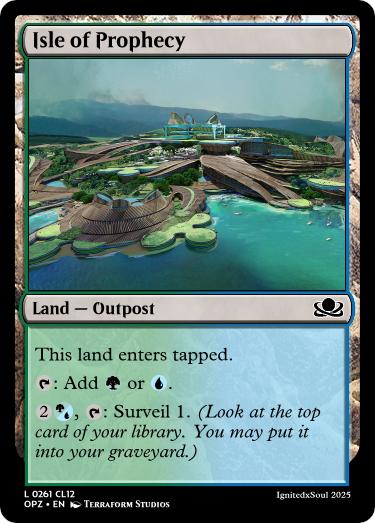 Isle of Prophecy
Land — Outpost
This land enters tapped.
: Add or .
2 , : Surveil 1. (Look at the top
card of your library. You may put it
into your graveyard.)
L 0261 CL12
OPZ • EN Terraform Studios
IgnitedxSoul 2025